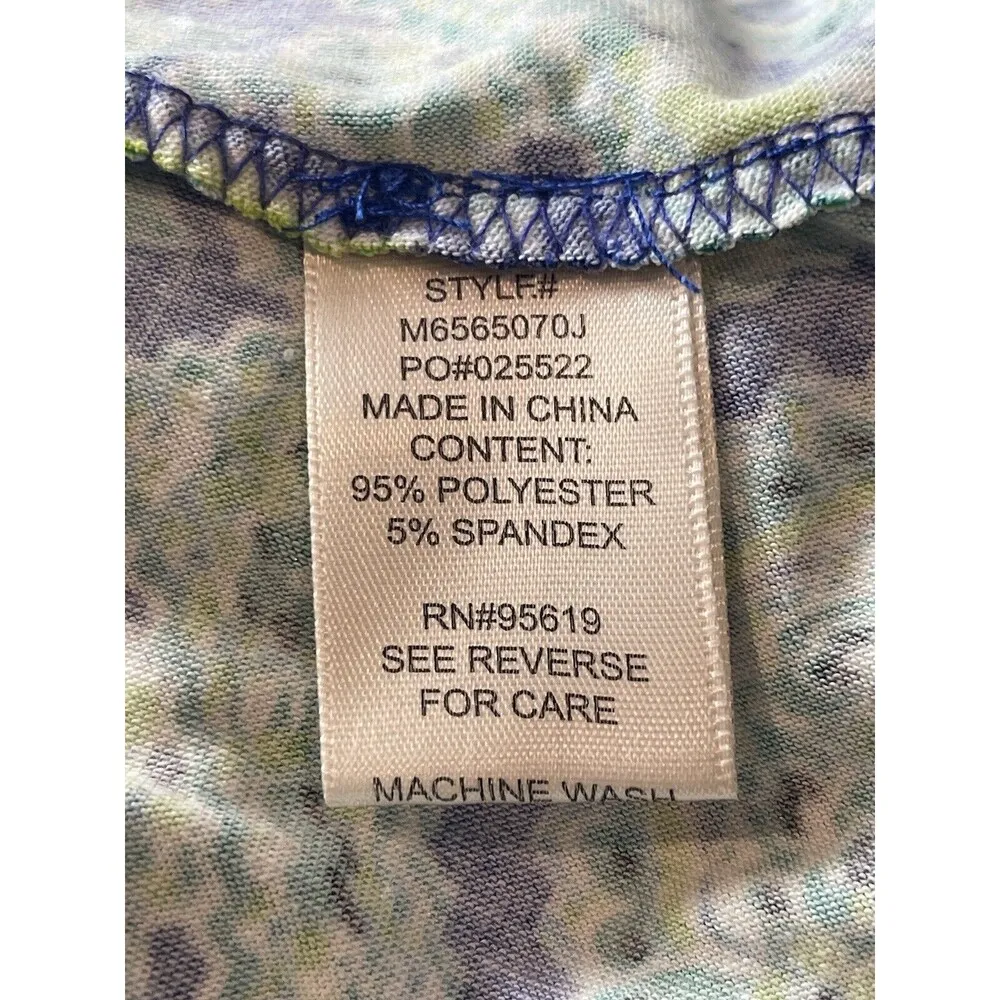 STYLE#
M6565070J
PO#025522
MADE IN CHINA
CONTENT:
95% POLYESTER
5% SPANDEX
RN#95619
SEE REVERSE
FOR CARE
MACHINE WASH